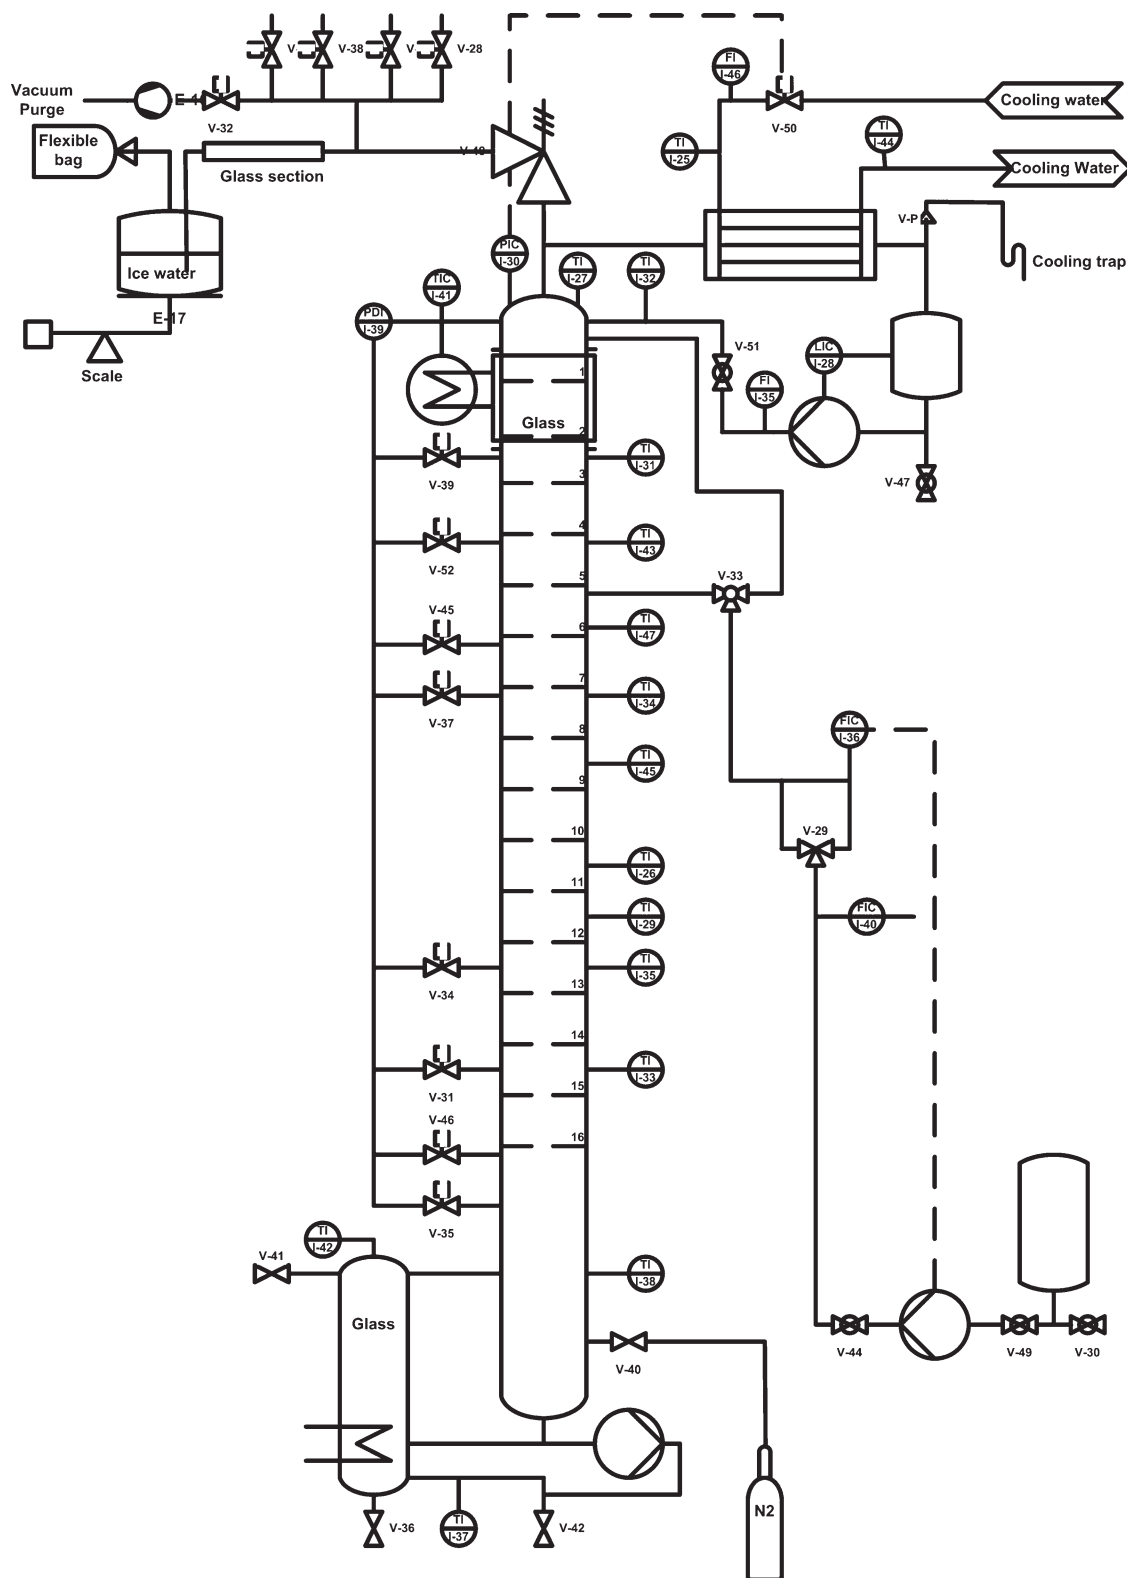 V-38
V-28
FI
I-46
Vacuum
Purge
V-32
V-50
Cooling water
TI
I-44
Flexible
bag
Glass section
V-48
TI
I-25
Cooling Water
V-P
Ice water
PIC
I-30
TI
I-27
TI
I-32
Cooling trap
TIC
I-41
E-17
PDI
I-39
V-51
LIC
I-28
Scale
1
FI
I-35
Glass
2
TI
I-31
V-39
3
V-47
4
TI
I-43
V-52
5
V-33
V-45
6
TI
I-47
7
TI
I-34
V-37
8
FIC
I-36
TI
I-45
9
10
V-29
TI
I-26
11
TI
I-29
FIC
I-40
12
TI
I-35
V-34
13
14
TI
I-33
V-31
15
V-46
16
V-35
TI
I-42
V-41
TI
I-38
Glass
V-40
V-44
V-49
V-30
N2
V-36
TI
I-37
V-42